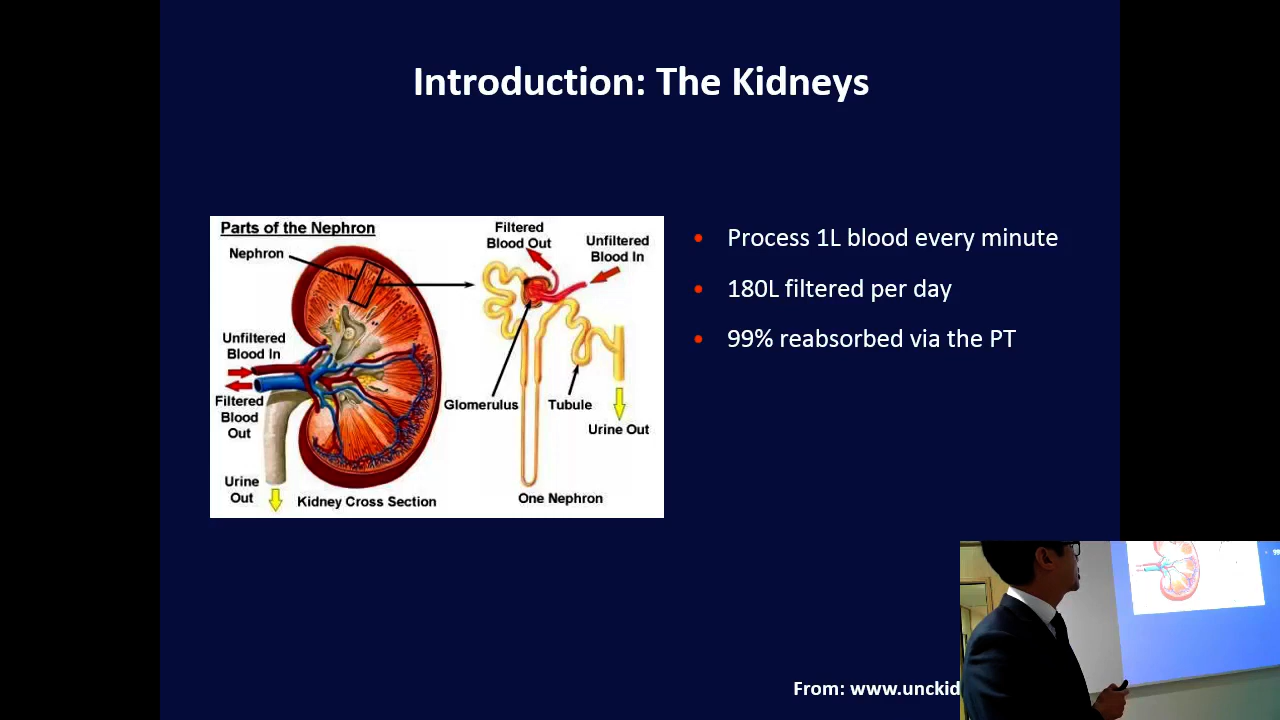 Introduction: The Kidneys
Parts of the Nephron
Nephron
Unfiltered
Blood In
Filtered
Blood
Out
Urine
Out
Kidney Cross Section
Filtered
Blood Out
Unfiltered
Blood In
Glomerulus
Tubule
Urine Out
One Nephron
• Process 1L blood every minute
• 180L filtered per day
• 99% reabsorbed via the PT
From: www.unckid